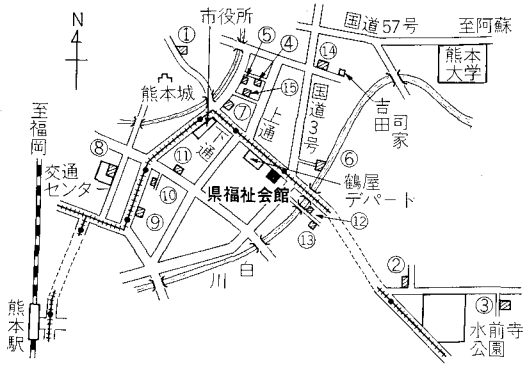 市役所
国道57号
至阿蘇
N
4
①
⑤
④
⑭
熊本大学
熊本城
⑮
吉田司家
至福岡
⑦
上通
国道3号
⑧
下通
⑥
交通センター
⑪
鶴屋デパート
⑩
県福祉会館
⑨
⑫
⑬
白川
②
③
熊本駅
水前寺公園